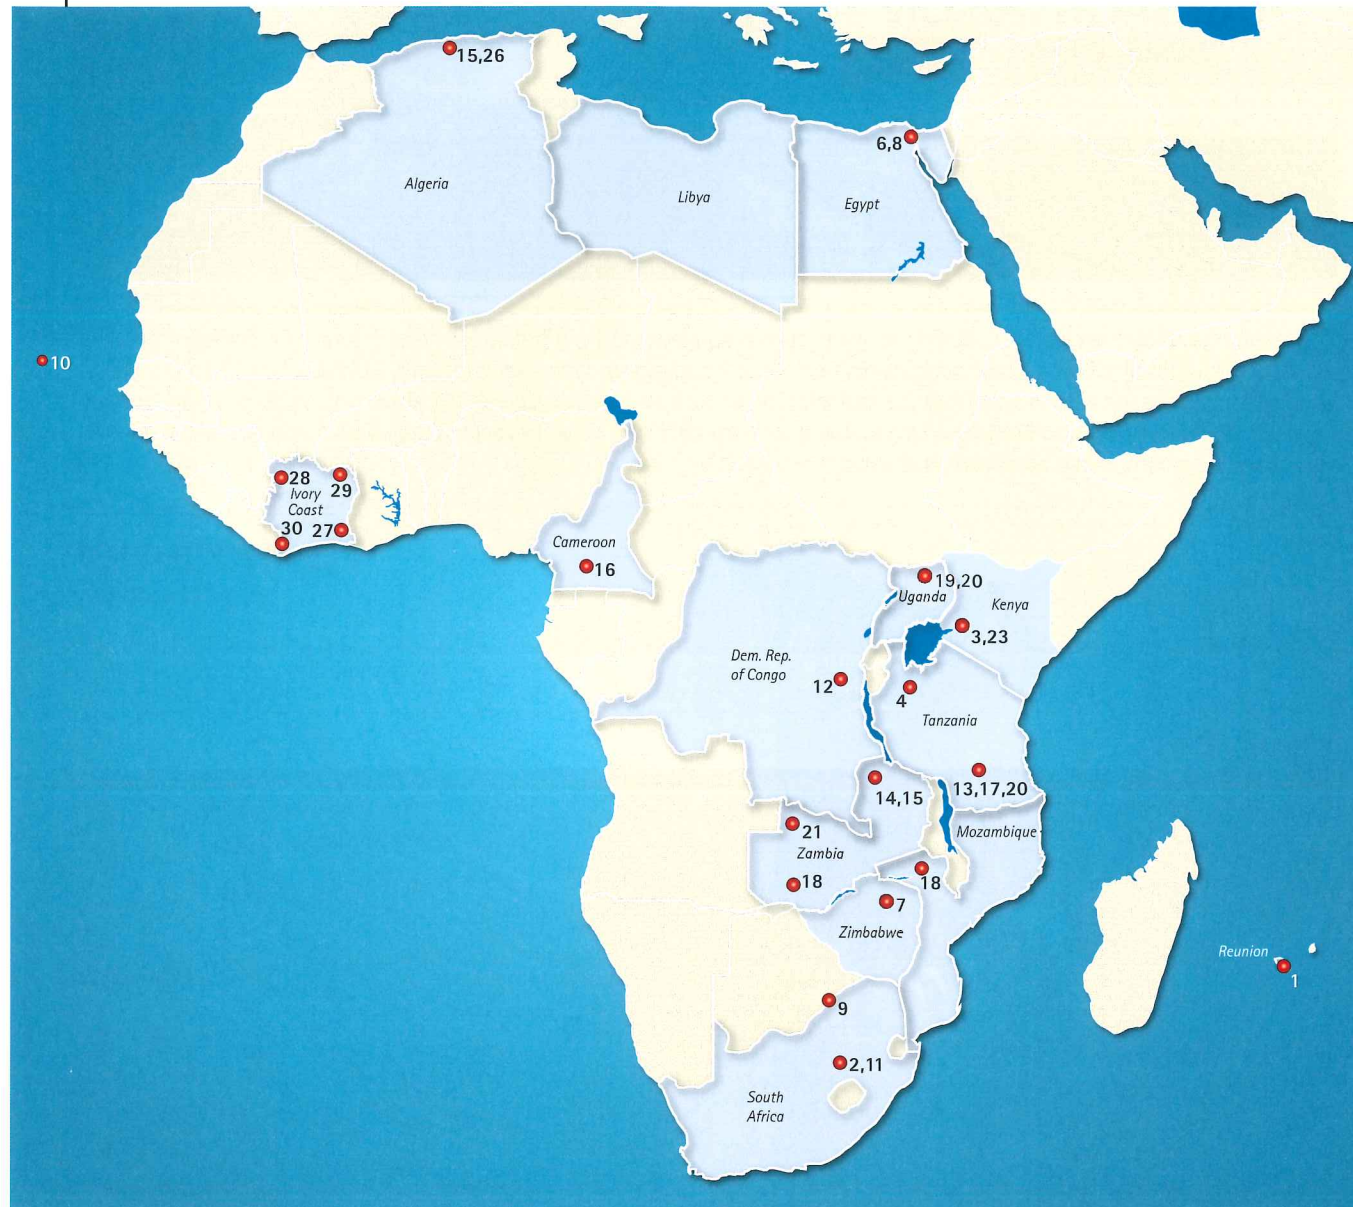 15,26
6,8
Algeria
Libya
Egypt
10
28
29
Ivory
Coast
30
27
Cameroon
16
19,20
Uganda
Kenya
3,23
Dem. Rep.
of Congo
12
4
Tanzania
13,17,20
14,15
21
Mozambique
Zambia
18
18
7
Zimbabwe
Reunion
1
9
2,11
South
Africa